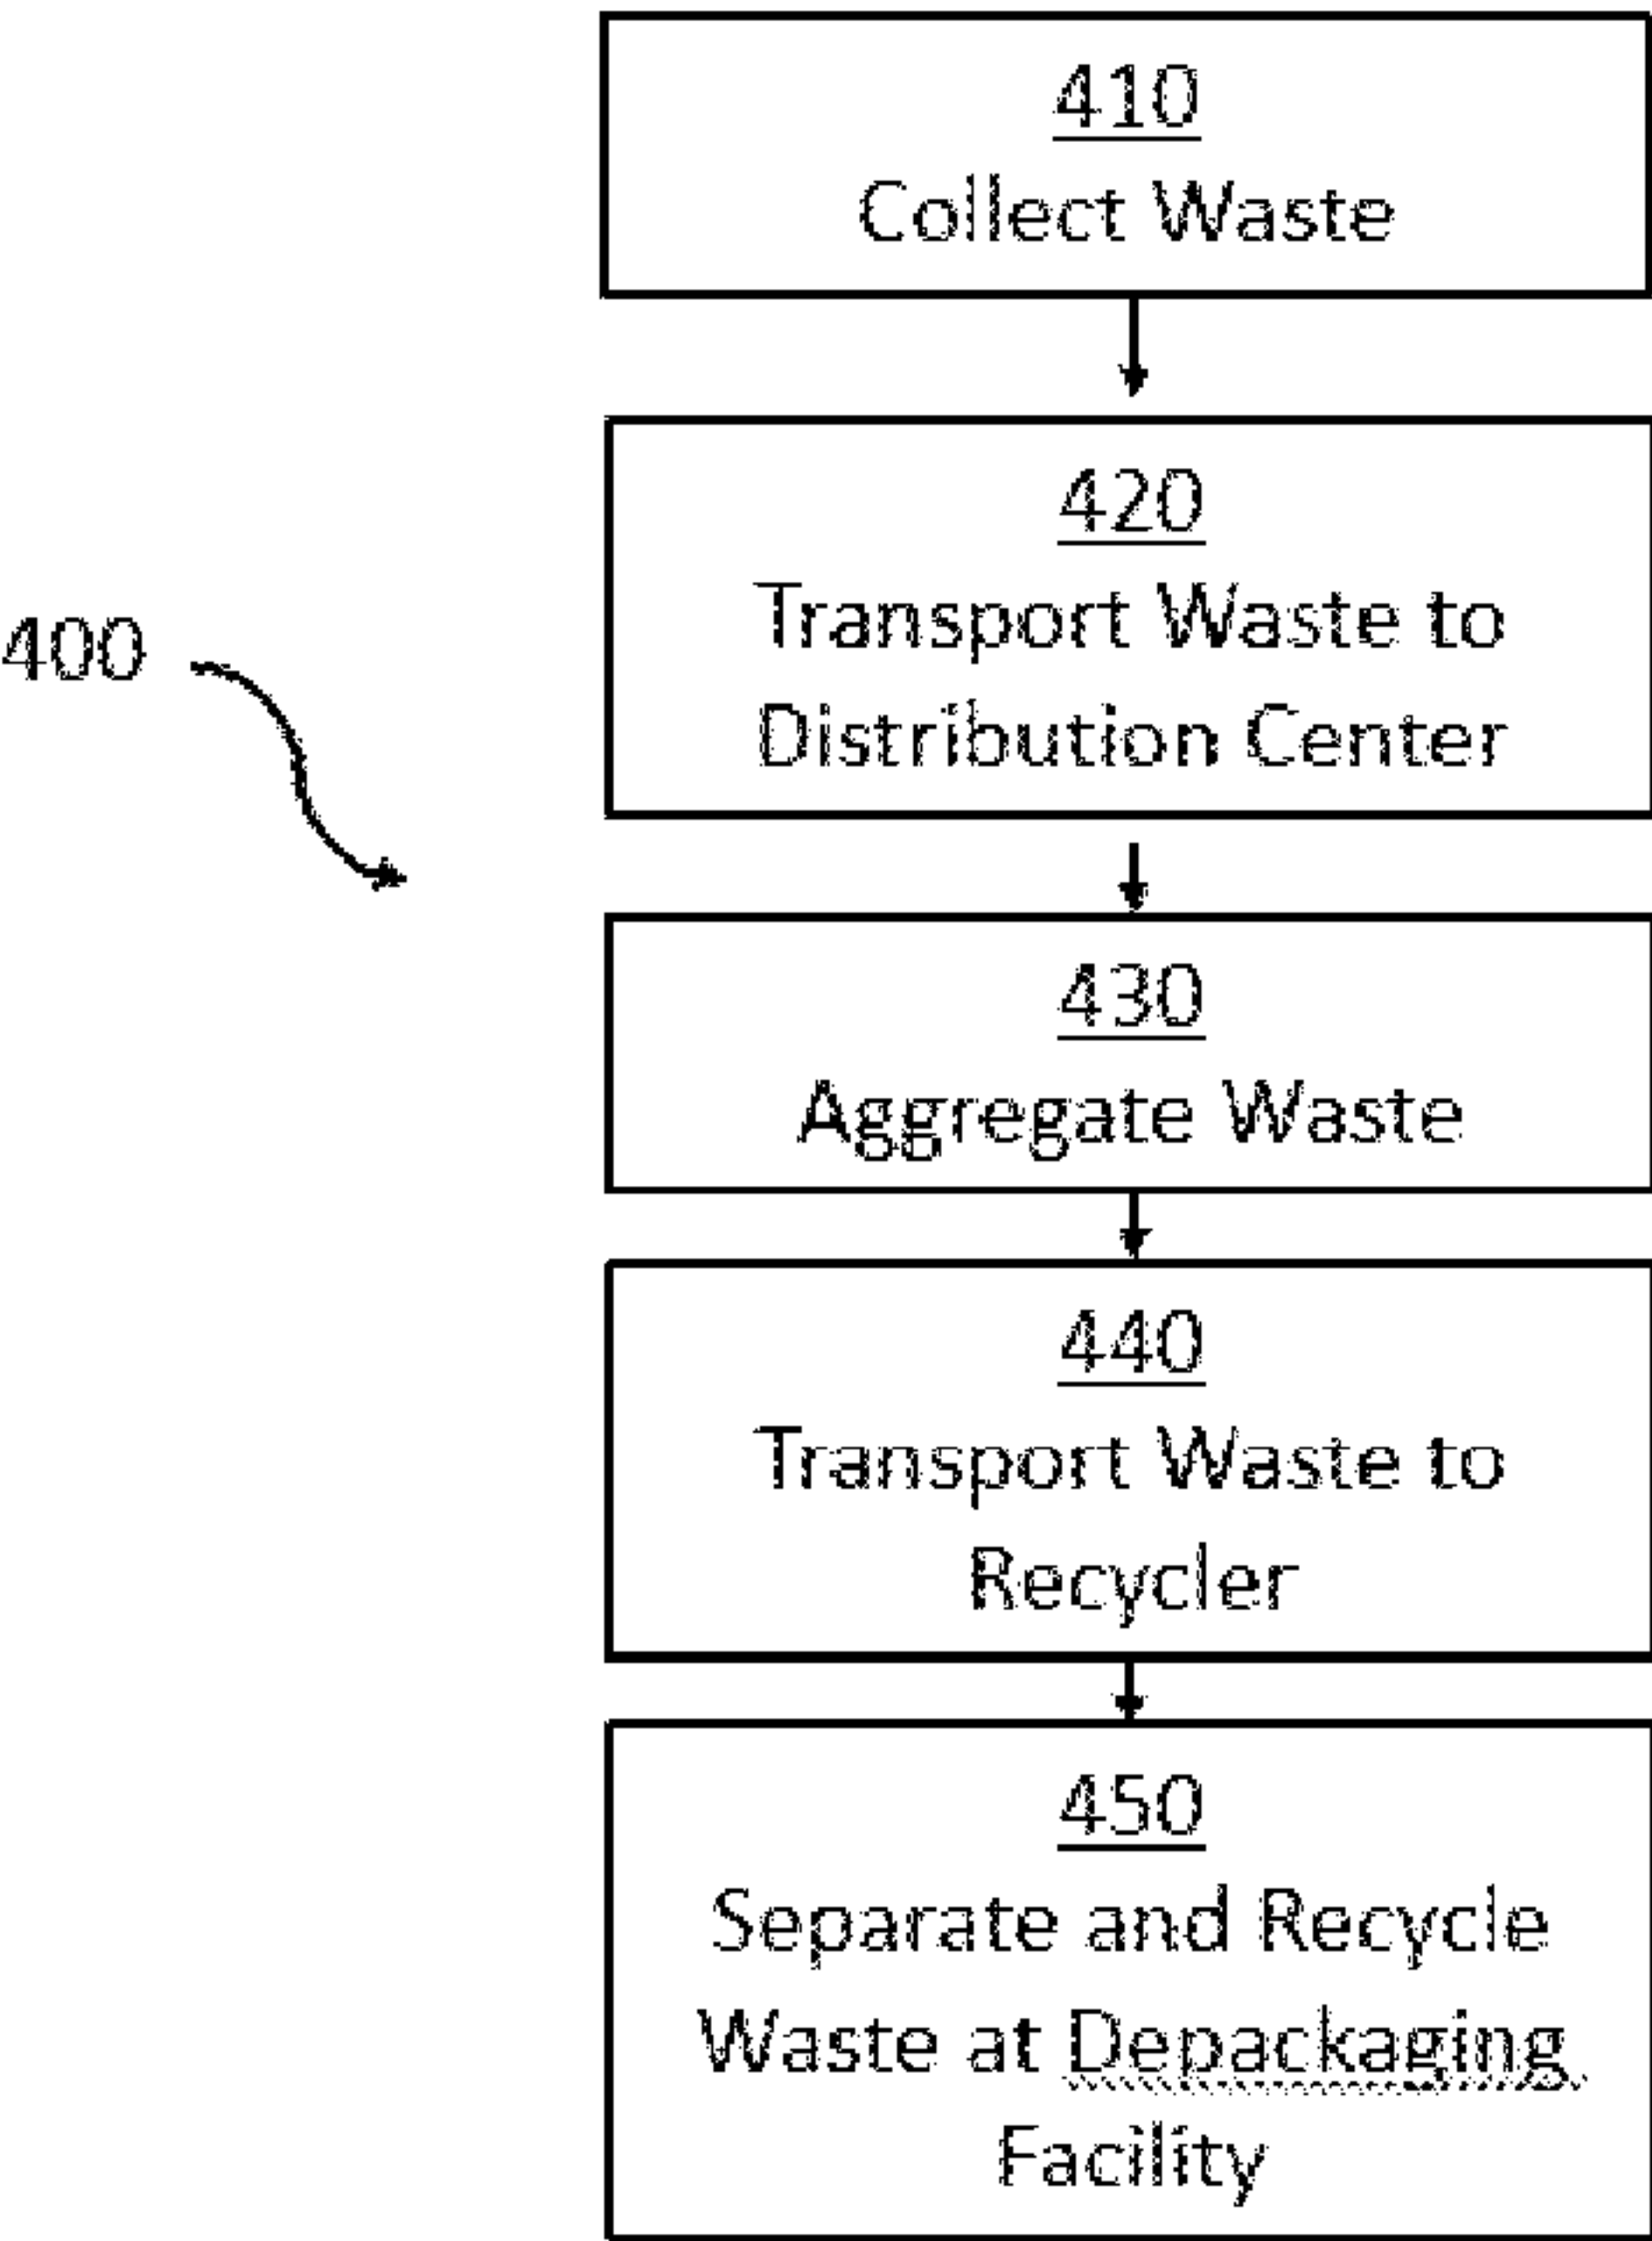 410
Collect Waste
420
Transport Waste to
Distribution Center
400
430
Aggregate Waste
440
Transport Waste to
Recycler
450
Separate and Recycle
Waste at Depackaging
Facility